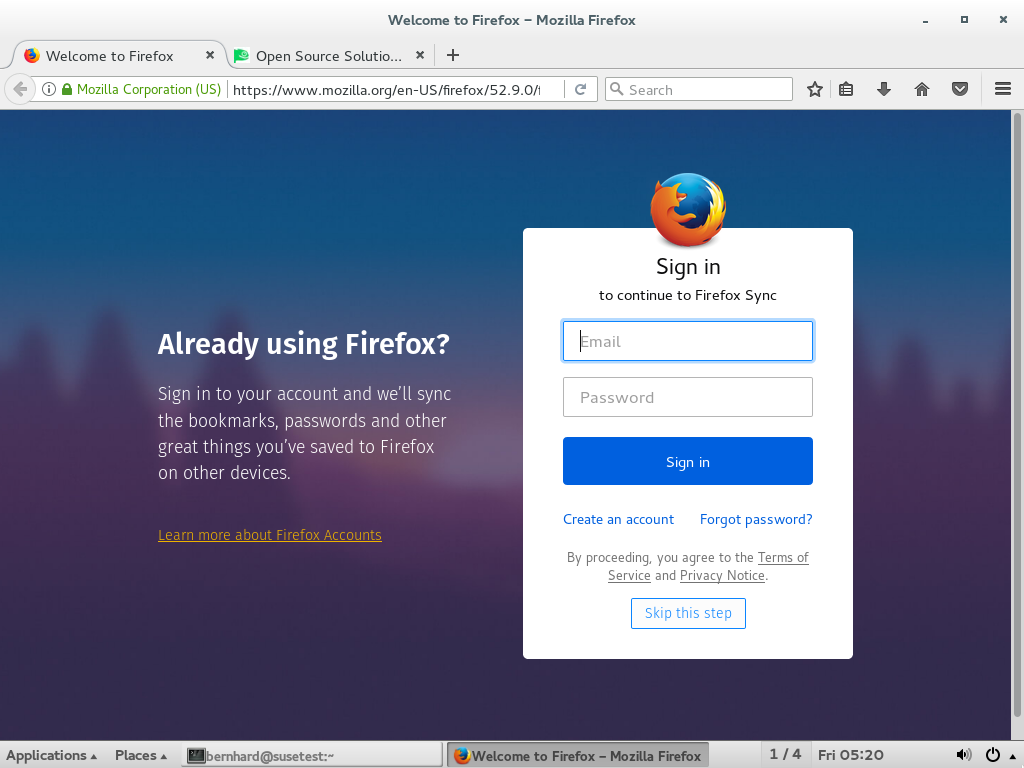 Welcome to Firefox – Mozilla Firefox
Welcome to Firefox
Open Source Solutio...
Mozilla Corporation (US)
https://www.mozilla.org/en-US/firefox/52.9.0/f
Search
Sign in
to continue to Firefox Sync
Email
Password
Sign in
Create an account
Forgot password?
By proceeding, you agree to the Terms of
Service and Privacy Notice.
Skip this step
Already using Firefox?
Sign in to your account and we’ll sync
the bookmarks, passwords and other
great things you’ve saved to Firefox
on other devices.
Learn more about Firefox Accounts
Applications
Places
bernhard@susetest:~
Welcome to Firefox – Mozilla Firefox
1 / 4
Fri 05:20